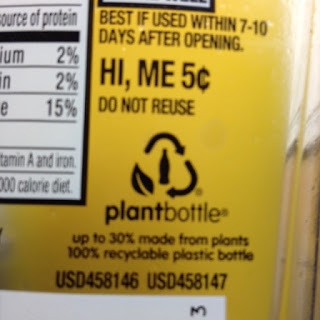 source of protein
ium 2%
in 2%
e 15%
tamin A and iron.
000 calorie diet.
BEST IF USED WITHIN 7-10
DAYS AFTER OPENING.
HI, ME 5¢
DO NOT REUSE
plantbottle®
up to 30% made from plants
100% recyclable plastic bottle
USD458146 USD458147
3